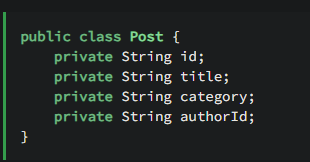 public class Post {
    private String id;
    private String title;
    private String category;
    private String authorId;
}